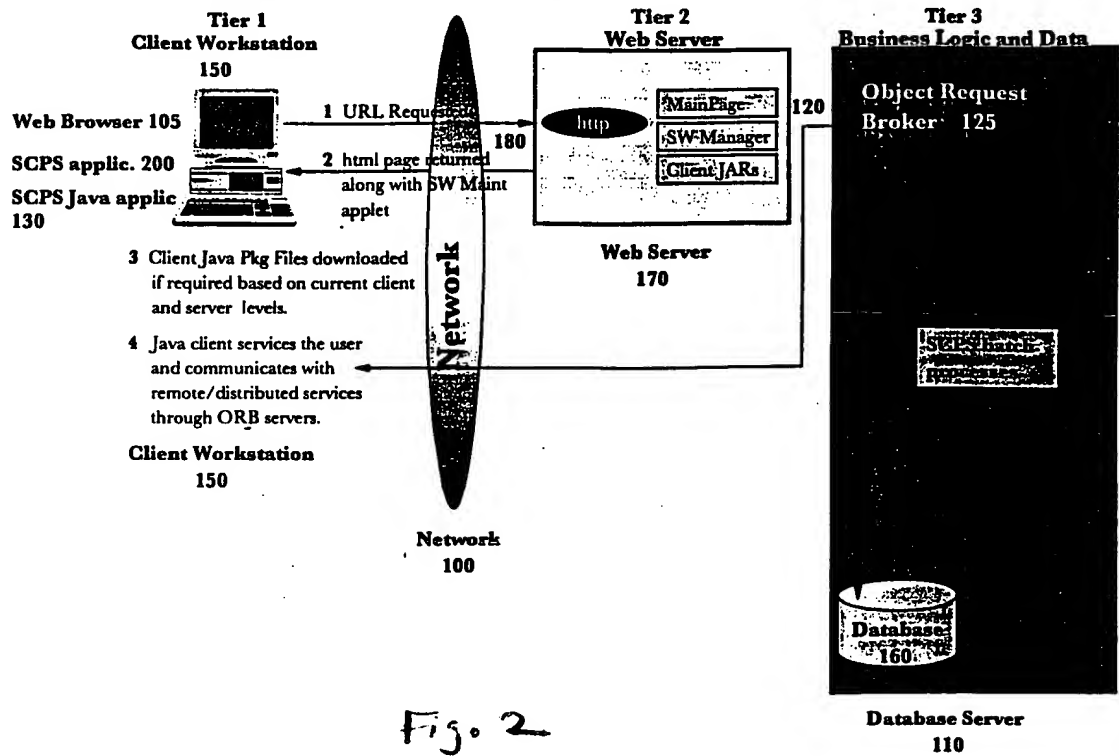 Tier 1
Client Workstation
150
Web Browser 105
SCPS applic. 200
SCPS Java applic
130
1 URL Request
180
2 html page returned
along with SW Maint
applet
3 Client Java Pkg Files downloaded
if required based on current client
and server levels.
4 Java client services the user
and communicates with
remote/distributed services
through ORB servers.
Client Workstation
150
Network
Network
100
Tier 2
Web Server
http
MainPage
SW Manager
Client JARs
Web Server
170
Tier 3
Business Logic and Data
120
Object Request
Broker 125
SCPS batch
processes
Database
160
Database Server
110
Fig. 2